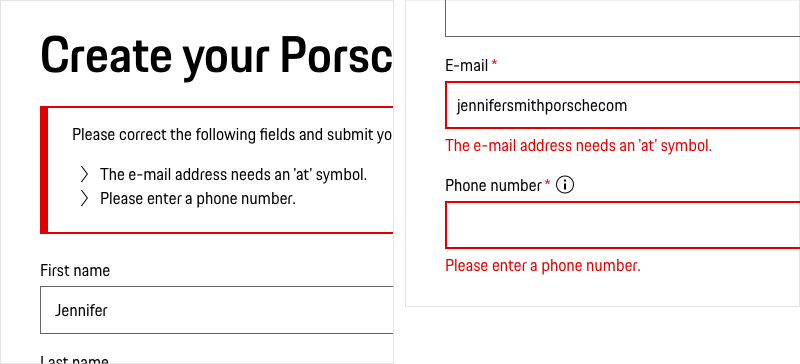 Create your Porsc
Please correct the following fields and submit yo
The e-mail address needs an 'at' symbol.
Please enter a phone number.
First name
Jennifer
Last name
E-mail *
jennifersmithporschecom
The e-mail address needs an 'at' symbol.
Phone number *
Please enter a phone number.